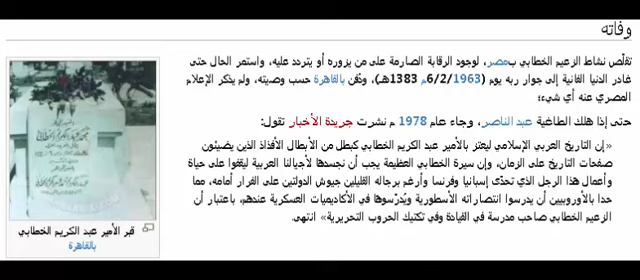 وفاته
تقلّص نشاط الزعيم الخطابي بمصر، لوجود الرقابة الصارمة على من يزوره أو يتردد عليه، واستمر الحال حتى
غادر الدنيا الفانية إلى جوار ربه يوم (1963/6/2م 1383هـ)، ودُفن بالقاهرة حسب وصيته، ولم يذكر الإعلام
المصري عنه أي شيء؛
حتى إذا هلك الطاغية عبد الناصر، وجاء عام 1978 م نشرت جريدة الأخبار تقول:
« إن التاريخ العربي الإسلامي ليعتز بالأمير عبد الكريم الخطابي كبطل من الأبطال الأفذاذ الذين يضيئون
صفحات التاريخ على الزمان، وإن سيرة الخطابي العظيمة يجب أن نجسدها لأجيالنا العربية ليقفوا على حياة
وأعمال هذا الرجل الذي تحدّى إسبانيا وفرنسا وأرغم برجاله القليلين جيوش الدولتين على الفرار أمامه، مما
حدا بالأوروبيين أن يدرسوا انتصاراته الأسطورية ويُدرّسوها في الأكاديميات العسكرية عندهم، باعتبار أن
الزعيم الخطابي صاحب مدرسة في القيادة وفي تكتيك الحروب التحريرية» انتهى.
قبر الأمير عبد الكريم الخطابي
بالقاهرة